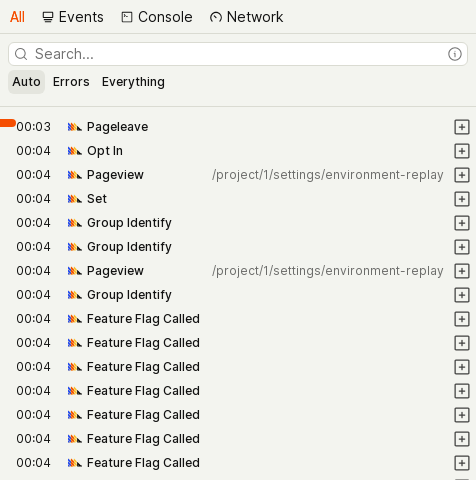 All Events Console Network
Search...
Auto Errors Everything
00:03 Pageleave
00:04 Opt In
00:04 Pageview /project/1/settings/environment-replay
00:04 Set
00:04 Group Identify
00:04 Group Identify
00:04 Pageview /project/1/settings/environment-replay
00:04 Group Identify
00:04 Feature Flag Called
00:04 Feature Flag Called
00:04 Feature Flag Called
00:04 Feature Flag Called
00:04 Feature Flag Called
00:04 Feature Flag Called
00:04 Feature Flag Called